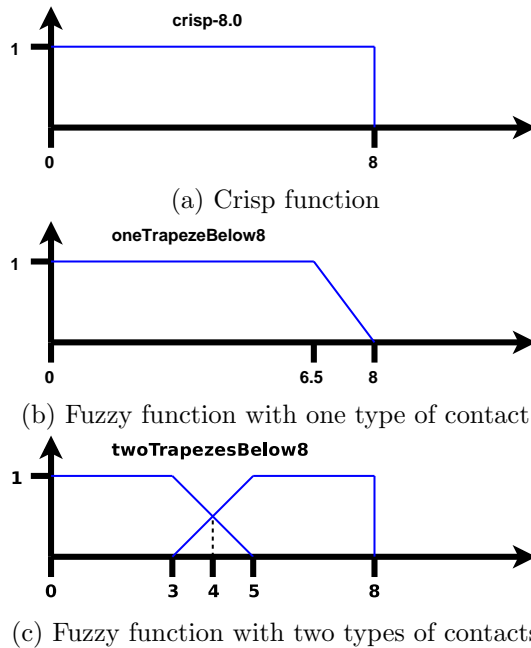 crisp-8.0
1
0 8
(a) Crisp function
oneTrapezeBelow8
1
0 6.5 8
(b) Fuzzy function with one type of contact
twoTrapezesBelow8
1
0 3 4 5 8
(c) Fuzzy function with two types of contacts